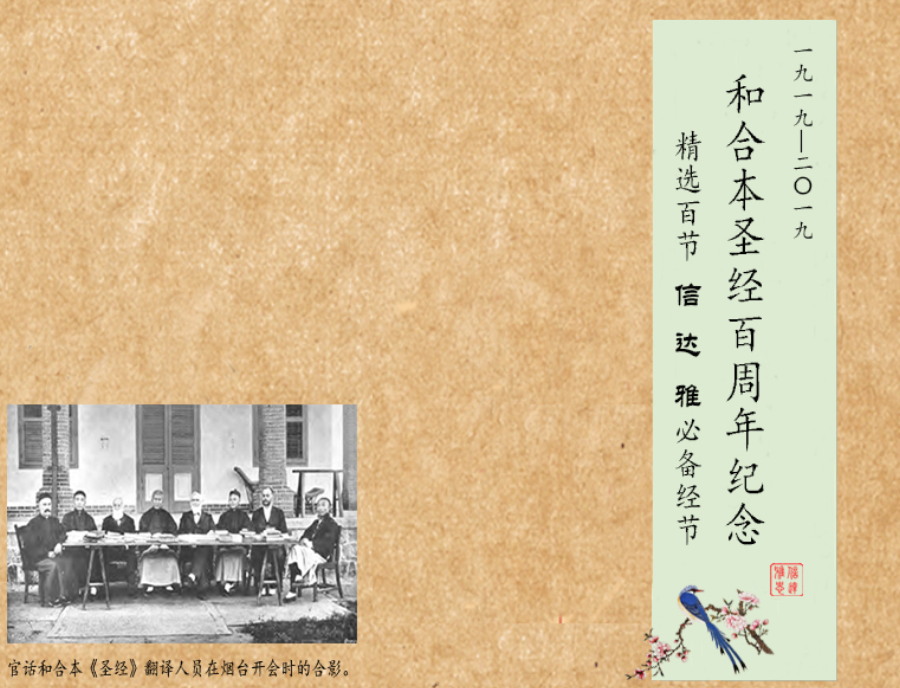 一九一九—二〇一九
和合本圣经百周年纪念
精选百节 信 达 雅 必备经节
官话和合本《圣经》翻译人员在烟台开会时的合影。